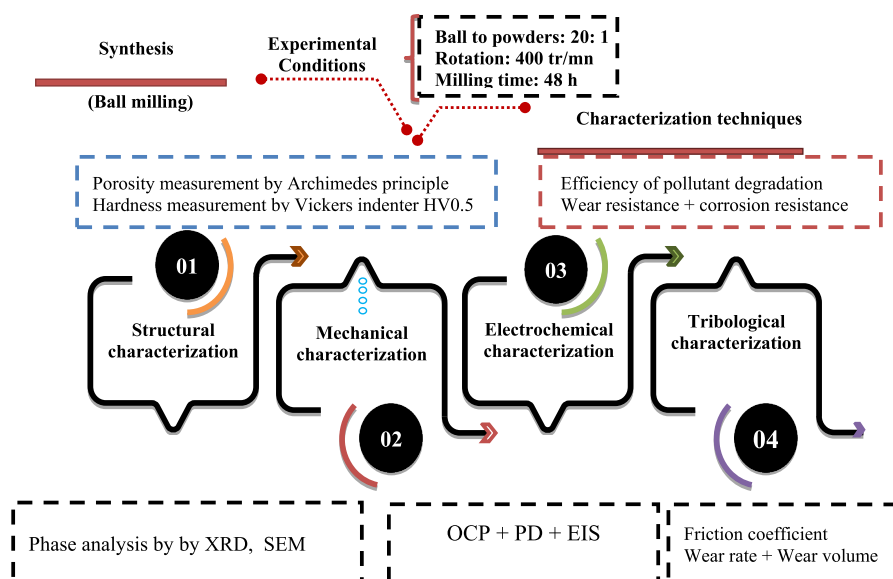 Synthesis
(Ball milling)
Experimental
Conditions
Ball to powders: 20: 1
Rotation: 400 tr/mn
Milling time: 48 h
Characterization techniques
Porosity measurement by Archimedes principle
Hardness measurement by Vickers indenter HV0.5
Efficiency of pollutant degradation
Wear resistance + corrosion resistance
01
Structural
characterization
Mechanical
characterization
02
03
Electrochemical
characterization
Tribological
characterization
04
Phase analysis by by XRD, SEM
OCP + PD + EIS
Friction coefficient
Wear rate + Wear volume